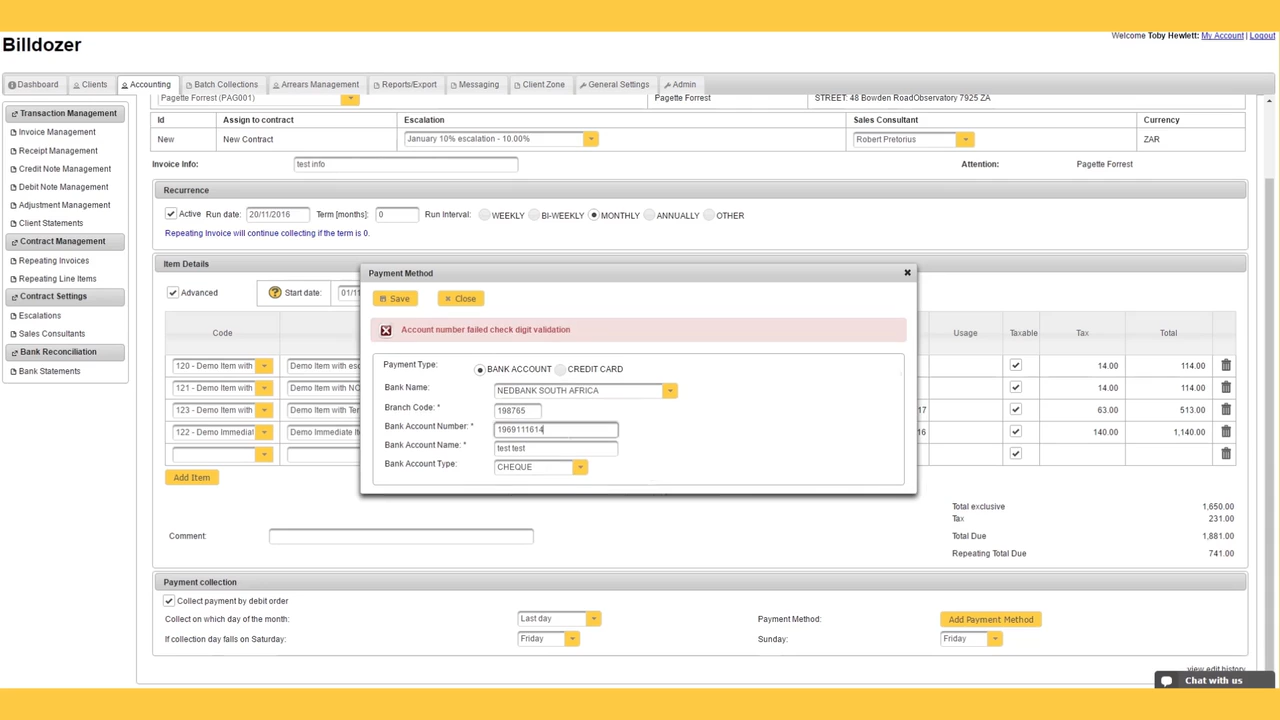 Billdozer
Welcome Toby Hewlett: My Account | Logout
Dashboard Clients Accounting Batch Collections Arrears Management Reports/Export Messaging Client Zone General Settings Admin
Transaction Management
Invoice Management
Receipt Management
Credit Note Management
Debit Note Management
Adjustment Management
Client Statements
Contract Management
Repeating Invoices
Repeating Line Items
Contract Settings
Escalations
Sales Consultants
Bank Reconciliation
Bank Statements
Pagette Forrest (PAG001) Pagette Forrest STREET: 48 Bowden RoadObservatory 7925 ZA
Id Assign to contract Escalation Sales Consultant Currency
New New Contract January 10% escalation - 10.00% Robert Pretorius ZAR
Invoice Info: test info Attention: Pagette Forrest
Recurrence
Active Run date: 20/11/2016 Term [months]: 0 Run Interval: WEEKLY BI-WEEKLY MONTHLY ANNUALLY OTHER
Repeating Invoice will continue collecting if the term is 0.
Item Details
Advanced Start date: 01/11
Code Usage Taxable Tax Total
120 - Demo Item with Demo Item with esc 14.00 114.00
121 - Demo Item with Demo Item with NO 14.00 114.00
123 - Demo Item with Demo Item with Ter 17 63.00 513.00
122 - Demo Immediat Demo Immediate It 16 140.00 1,140.00
Add Item
Payment Method
Save Close
Account number failed check digit validation
Payment Type: BANK ACCOUNT CREDIT CARD
Bank Name: NEDBANK SOUTH AFRICA
Branch Code: * 198765
Bank Account Number: * 1969111614
Bank Account Name: * test test
Bank Account Type: CHEQUE
Total exclusive 1,650.00
Tax 231.00
Total Due 1,881.00
Repeating Total Due 741.00
Comment:
Payment collection
Collect payment by debit order
Collect on which day of the month: Last day Payment Method: Add Payment Method
If collection day falls on Saturday: Friday Sunday: Friday
view edit history
Chat with us